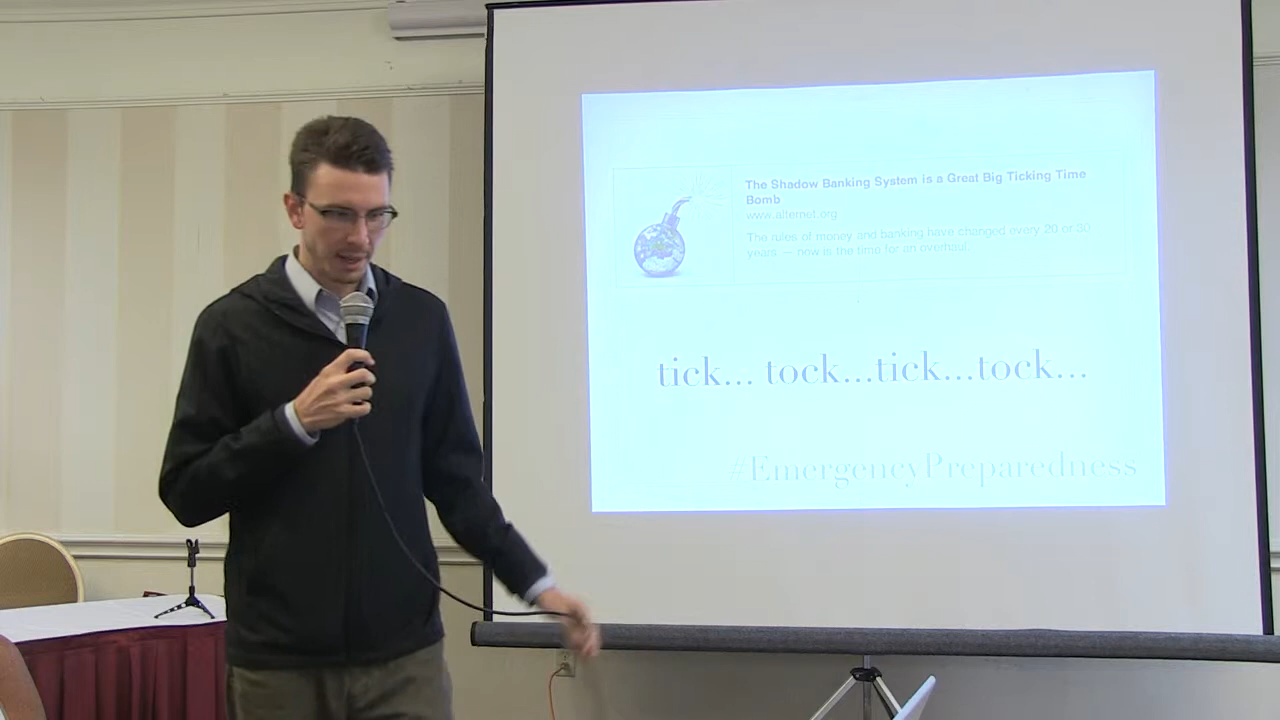 The Shadow Banking System is a Great Big Ticking Time
Bomb
www.alternet.org
The rules of money and banking have changed every 20 or 30
years — now is the time for an overhaul.
tick... tock...tick...tock...
#EmergencyPreparedness